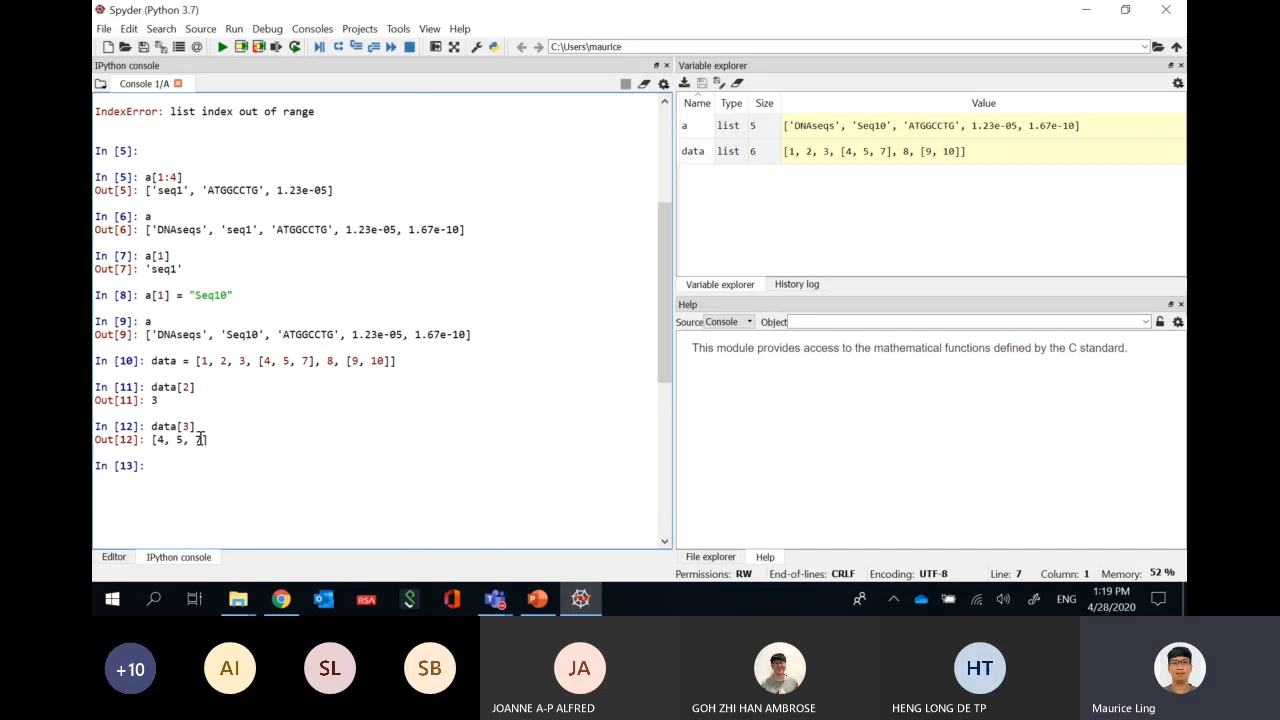 Spyder (Python 3.7)
File Edit Search Source Run Debug Consoles Projects Tools View Help
C:\Users\maurice
IPython console
Console 1/A
IndexError: list index out of range
In [5]:
In [5]: a[1:4]
Out[5]: ['seq1', 'ATGGCCTG', 1.23e-05]
In [6]: a
Out[6]: ['DNAseqs', 'seq1', 'ATGGCCTG', 1.23e-05, 1.67e-10]
In [7]: a[1]
Out[7]: 'seq1'
In [8]: a[1] = "Seq10"
In [9]: a
Out[9]: ['DNAseqs', 'Seq10', 'ATGGCCTG', 1.23e-05, 1.67e-10]
In [10]: data = [1, 2, 3, [4, 5, 7], 8, [9, 10]]
In [11]: data[2]
Out[11]: 3
In [12]: data[3]
Out[12]: [4, 5, 7]
In [13]:
Editor IPython console
Variable explorer
Name Type Size Value
a list 5 ['DNAseqs', 'Seq10', 'ATGGCCTG', 1.23e-05, 1.67e-10]
data list 6 [1, 2, 3, [4, 5, 7], 8, [9, 10]]
Variable explorer History log
Help
Source Console Object
This module provides access to the mathematical functions defined by the C standard.
File explorer Help
Permissions: RW End-of-lines: CRLF Encoding: UTF-8 Line: 7 Column: 1 Memory: 52 %
RSA
ENG
1:19 PM
4/28/2020
+10
AI
SL
SB
JA
HT
JOANNE A-P ALFRED
GOH ZHI HAN AMBROSE
HENG LONG DE TP
Maurice Ling